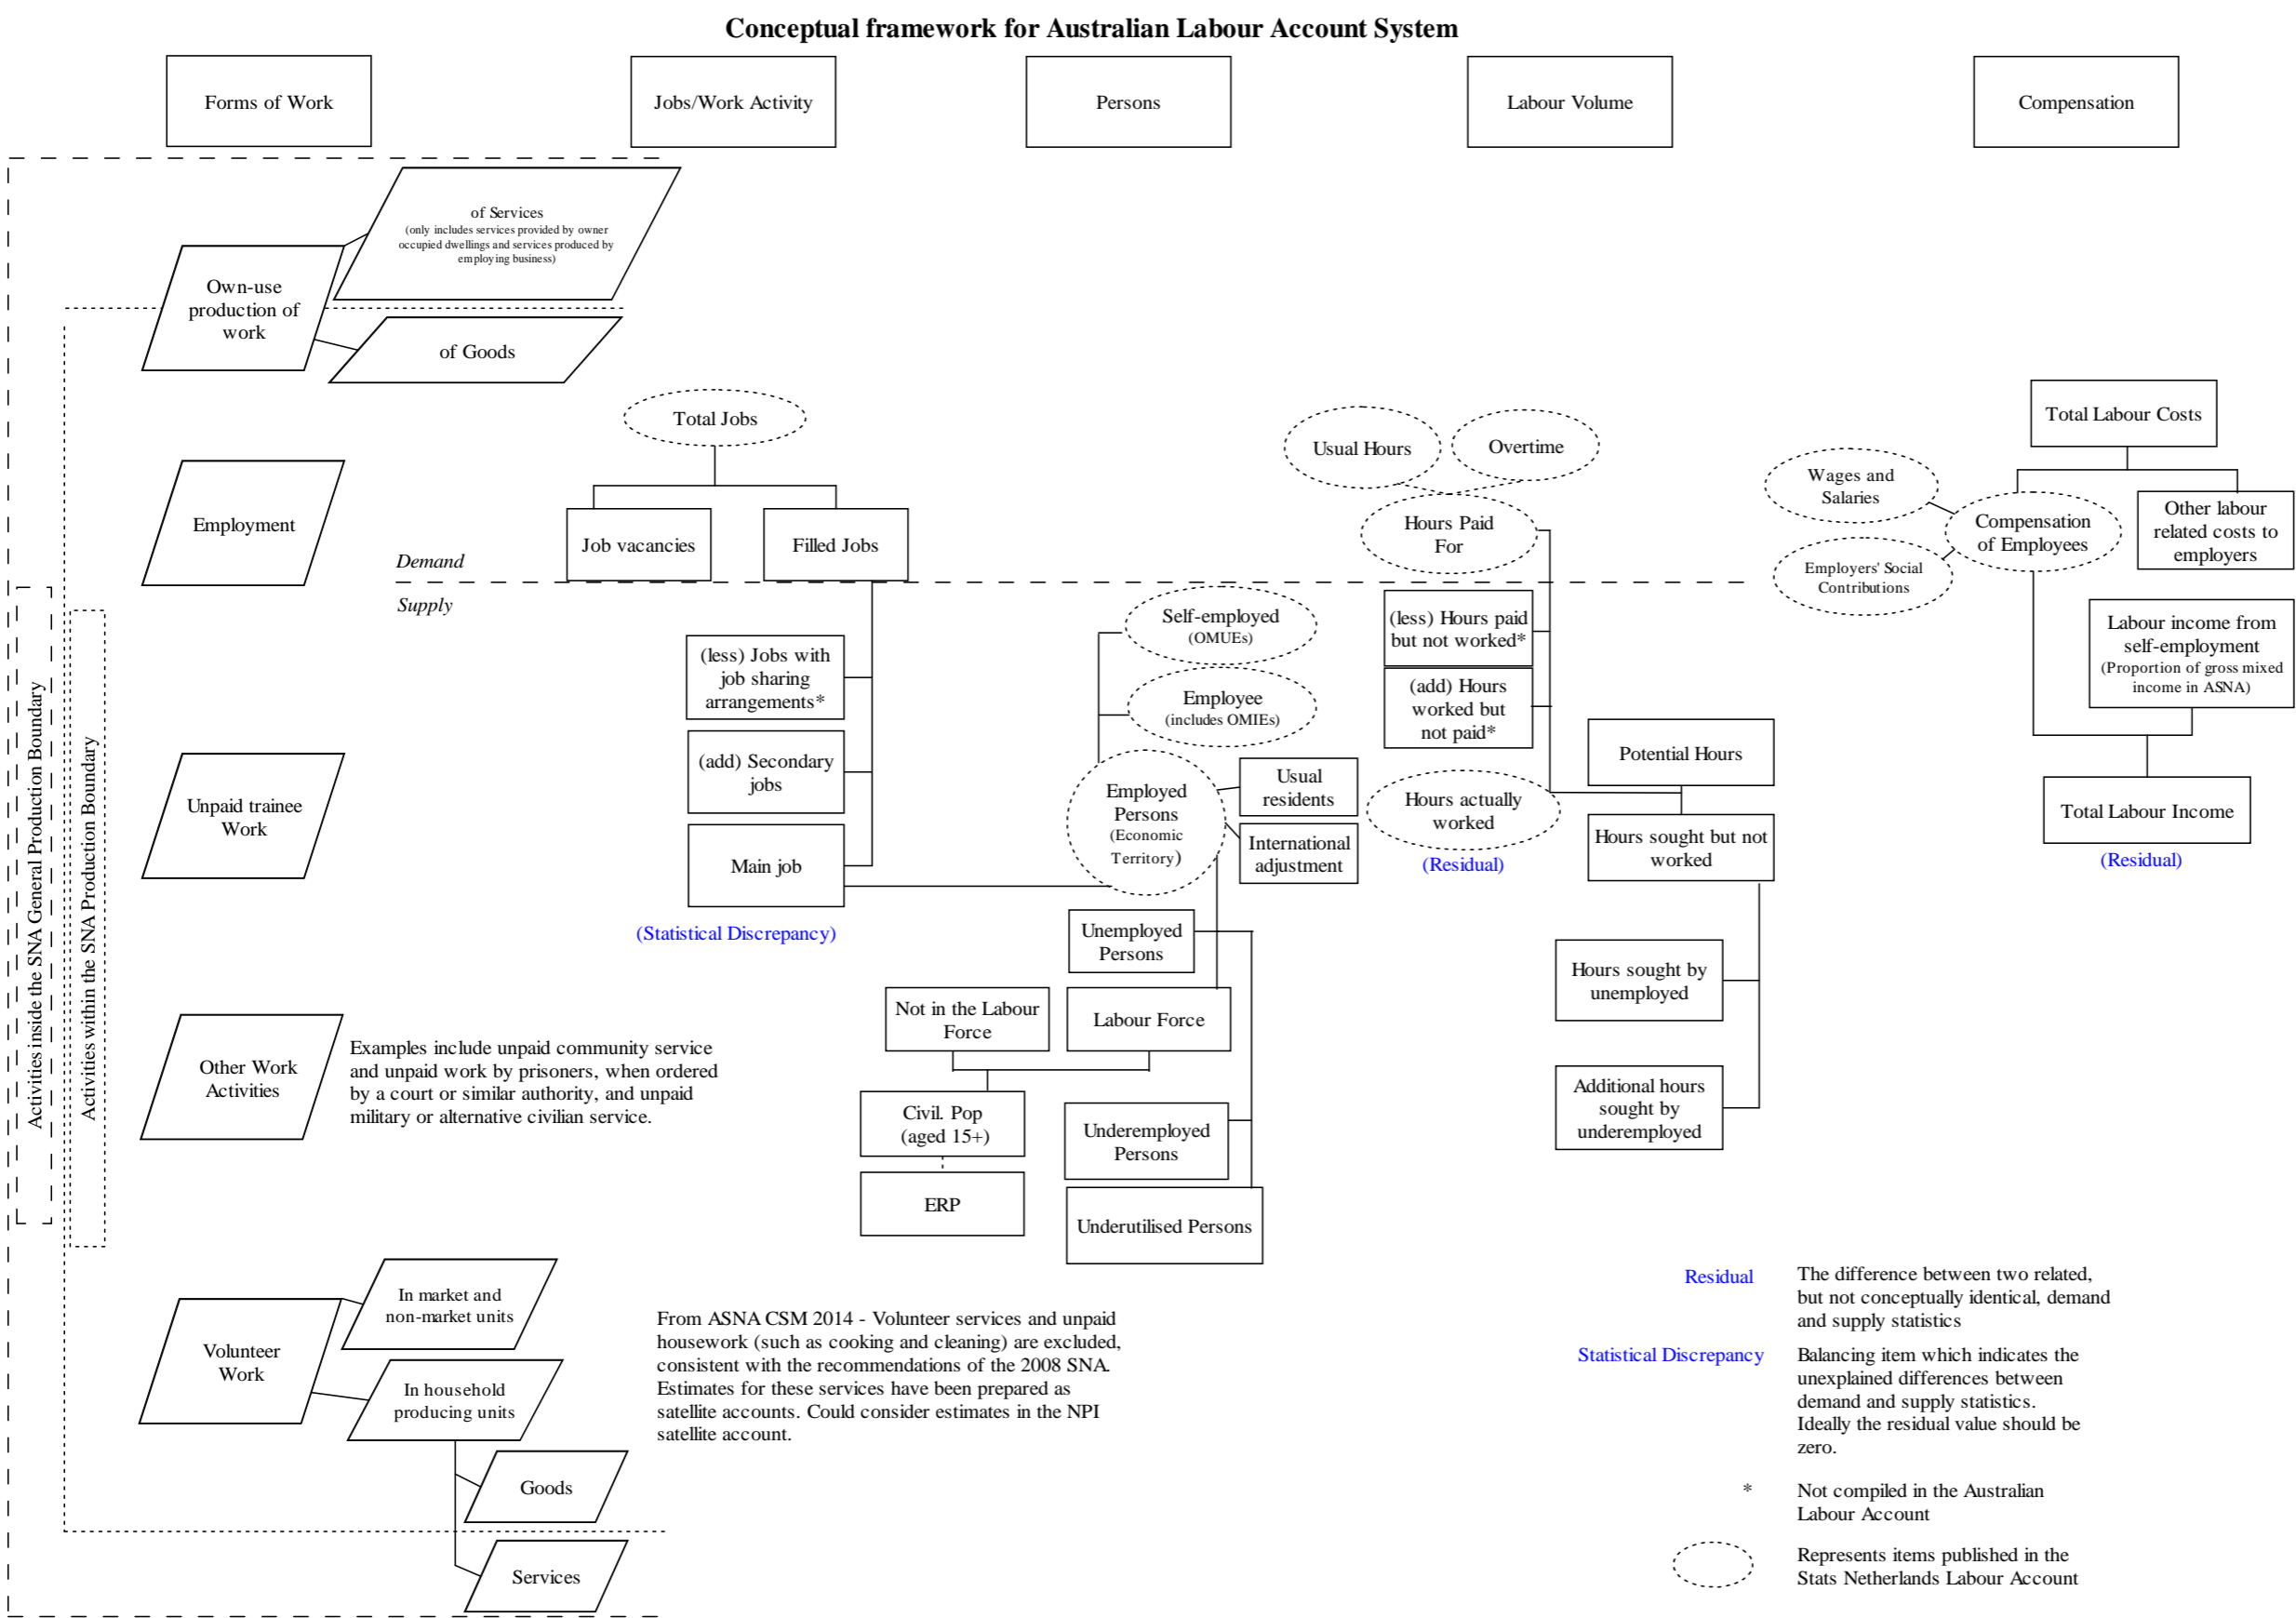 Conceptual framework for Australian Labour Account System
Forms of Work
Jobs/Work Activity
Persons
Labour Volume
Compensation
of Services
(only includes services provided by owner
occupied dwellings and services produced by
employing business)
Own-use
production of
work
of Goods
Total Jobs
Usual Hours
Overtime
Total Labour Costs
Wages and
Salaries
Employment
Job vacancies
Filled Jobs
Hours Paid
For
Compensation
of Employees
Other labour
related costs to
employers
Employers' Social
Contributions
Demand
Supply
Self-employed
(OMUEs)
(less) Hours paid
but not worked*
Labour income from
self-employment
(Proportion of gross mixed
income in ASNA)
(less) Jobs with
job sharing
arrangements*
Employee
(includes OMIEs)
(add) Hours
worked but
not paid*
(add) Secondary
jobs
Potential Hours
Unpaid trainee
Work
Employed
Persons
(Economic
Territory)
Usual
residents
Hours actually
worked
(Residual)
Total Labour Income
(Residual)
Main job
International
adjustment
Hours sought but not
worked
(Statistical Discrepancy)
Unemployed
Persons
Hours sought by
unemployed
Activities inside the SNA General Production Boundary
Activities within the SNA Production Boundary
Not in the Labour
Force
Labour Force
Other Work
Activities
Examples include unpaid community service
and unpaid work by prisoners, when ordered
by a court or similar authority, and unpaid
military or alternative civilian service.
Civil. Pop
(aged 15+)
Underemployed
Persons
Additional hours
sought by
underemployed
ERP
Underutilised Persons
In market and
non-market units
Volunteer
Work
In household
producing units
From ASNA CSM 2014 - Volunteer services and unpaid
housework (such as cooking and cleaning) are excluded,
consistent with the recommendations of the 2008 SNA.
Estimates for these services have been prepared as
satellite accounts. Could consider estimates in the NPI
satellite account.
Goods
Services
Residual
The difference between two related,
but not conceptually identical, demand
and supply statistics
Statistical Discrepancy
Balancing item which indicates the
unexplained differences between
demand and supply statistics.
Ideally the residual value should be
zero.
*
Not compiled in the Australian
Labour Account
Represents items published in the
Stats Netherlands Labour Account